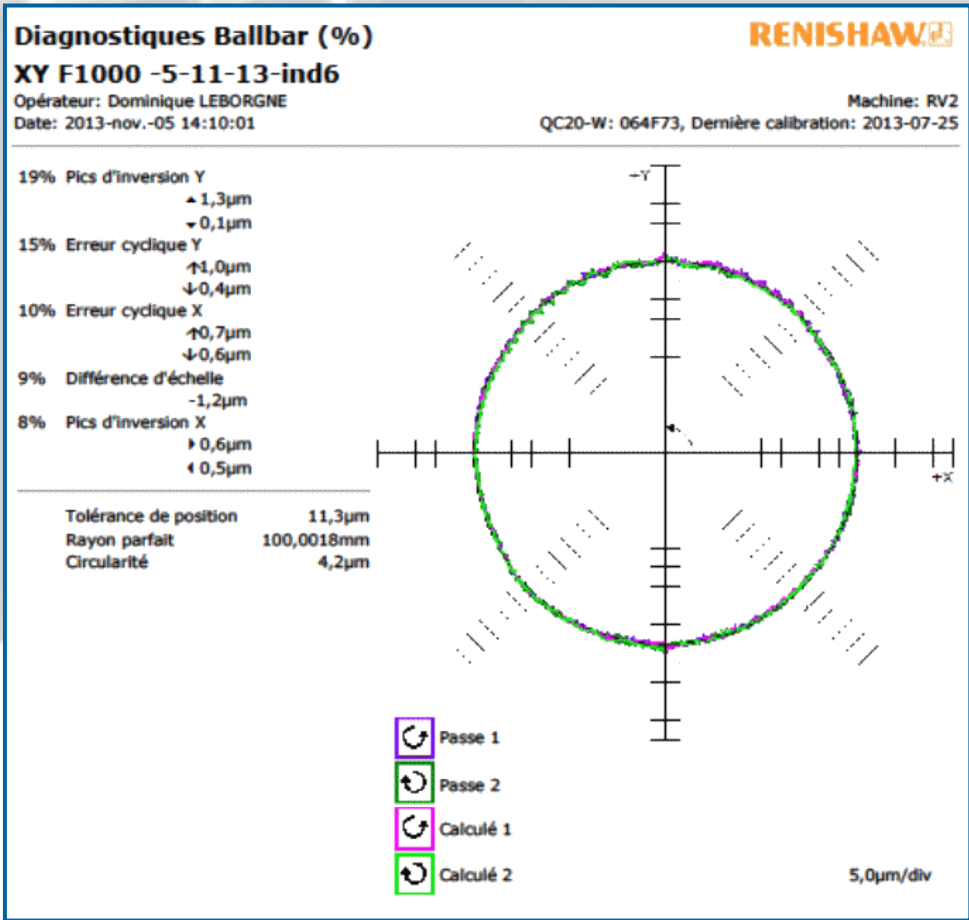 Diagnostiques Ballbar (%)
RENISHAW
XY F1000 -5-11-13-ind6
Opérateur: Dominique LEBORGNE
Machine: RV2
Date: 2013-nov.-05 14:10:01
QC20-W: 064F73, Dernière calibration: 2013-07-25
19% Pics d'inversion Y
▲ 1,3µm
▼ 0,1µm
15% Erreur cyclique Y
↑1,0µm
↓0,4µm
10% Erreur cyclique X
↑0,7µm
↓0,6µm
9% Différence d'échelle
-1,2µm
8% Pics d'inversion X
▶ 0,6µm
◀ 0,5µm
Tolérance de position 11,3µm
Rayon parfait 100,0018mm
Circularité 4,2µm
+Y
+X
Passe 1
Passe 2
Calculé 1
Calculé 2
5,0µm/div